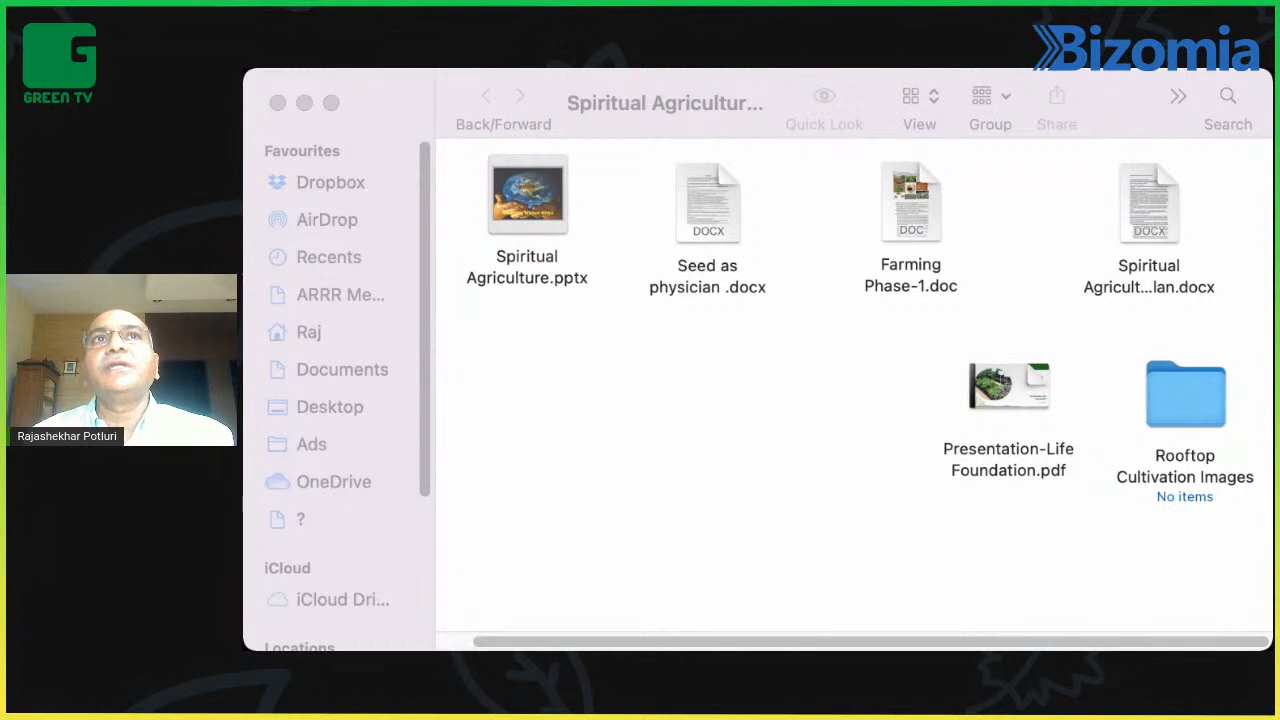 GREEN TV
Bizomia
Spiritual Agricultur...
Back/Forward
Quick Look
View
Group
Share
Search
Favourites
Dropbox
AirDrop
Recents
ARRR Me...
Raj
Documents
Desktop
Ads
OneDrive
?
iCloud
iCloud Dri...
Locations
Spiritual
Agriculture.pptx
DOCX
Seed as
physician .docx
DOC
Farming
Phase-1.doc
DOCX
Spiritual
Agricult...lan.docx
Presentation-Life
Foundation.pdf
Rooftop
Cultivation Images
No items
Rajashekhar Potluri